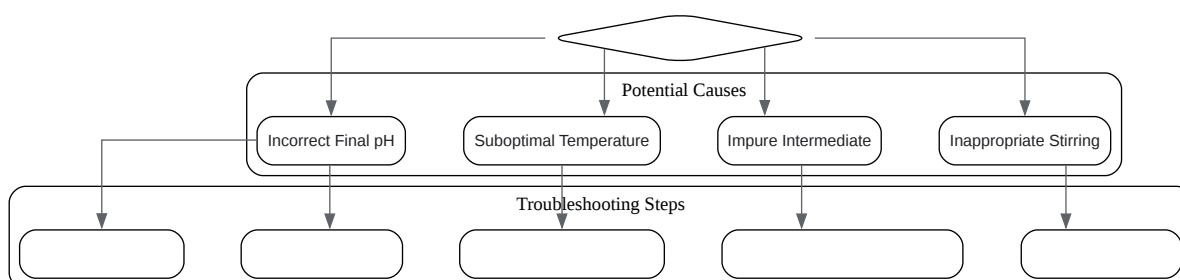 Potential Causes
Incorrect Final pH
Suboptimal Temperature
Impure Intermediate
Inappropriate Stirring
Troubleshooting Steps